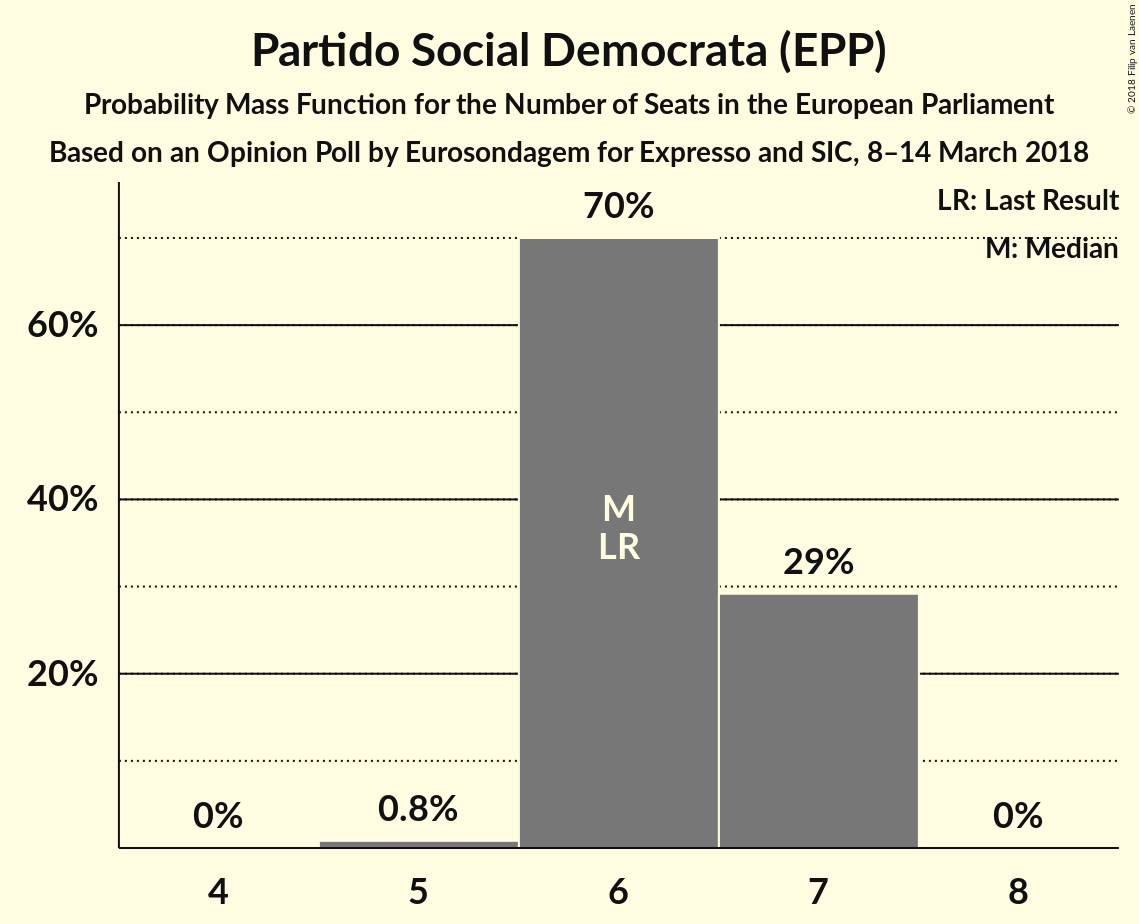 Partido Social Democrata (EPP)
Probability Mass Function for the Number of Seats in the European Parliament
Based on an Opinion Poll by Eurosondagem for Expresso and SIC, 8–14 March 2018
© 2018 Filip van Laenen
LR: Last Result
M: Median
70%
60%
40%
M
LR
29%
20%
0%
0.8%
0%
4
5
6
7
8